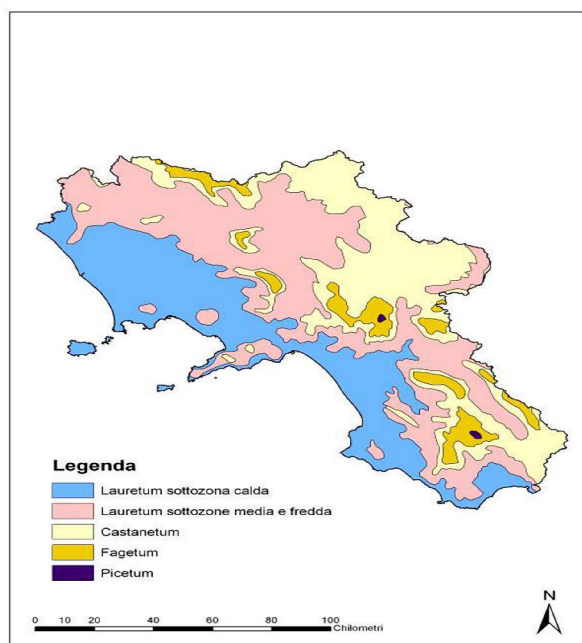 Legenda
Lauretum sottozona calda
Lauretum sottozone media e fredda
Castanetum
Fagetum
Picetum
N
0 10 20 40 60 80 100
Chilometri